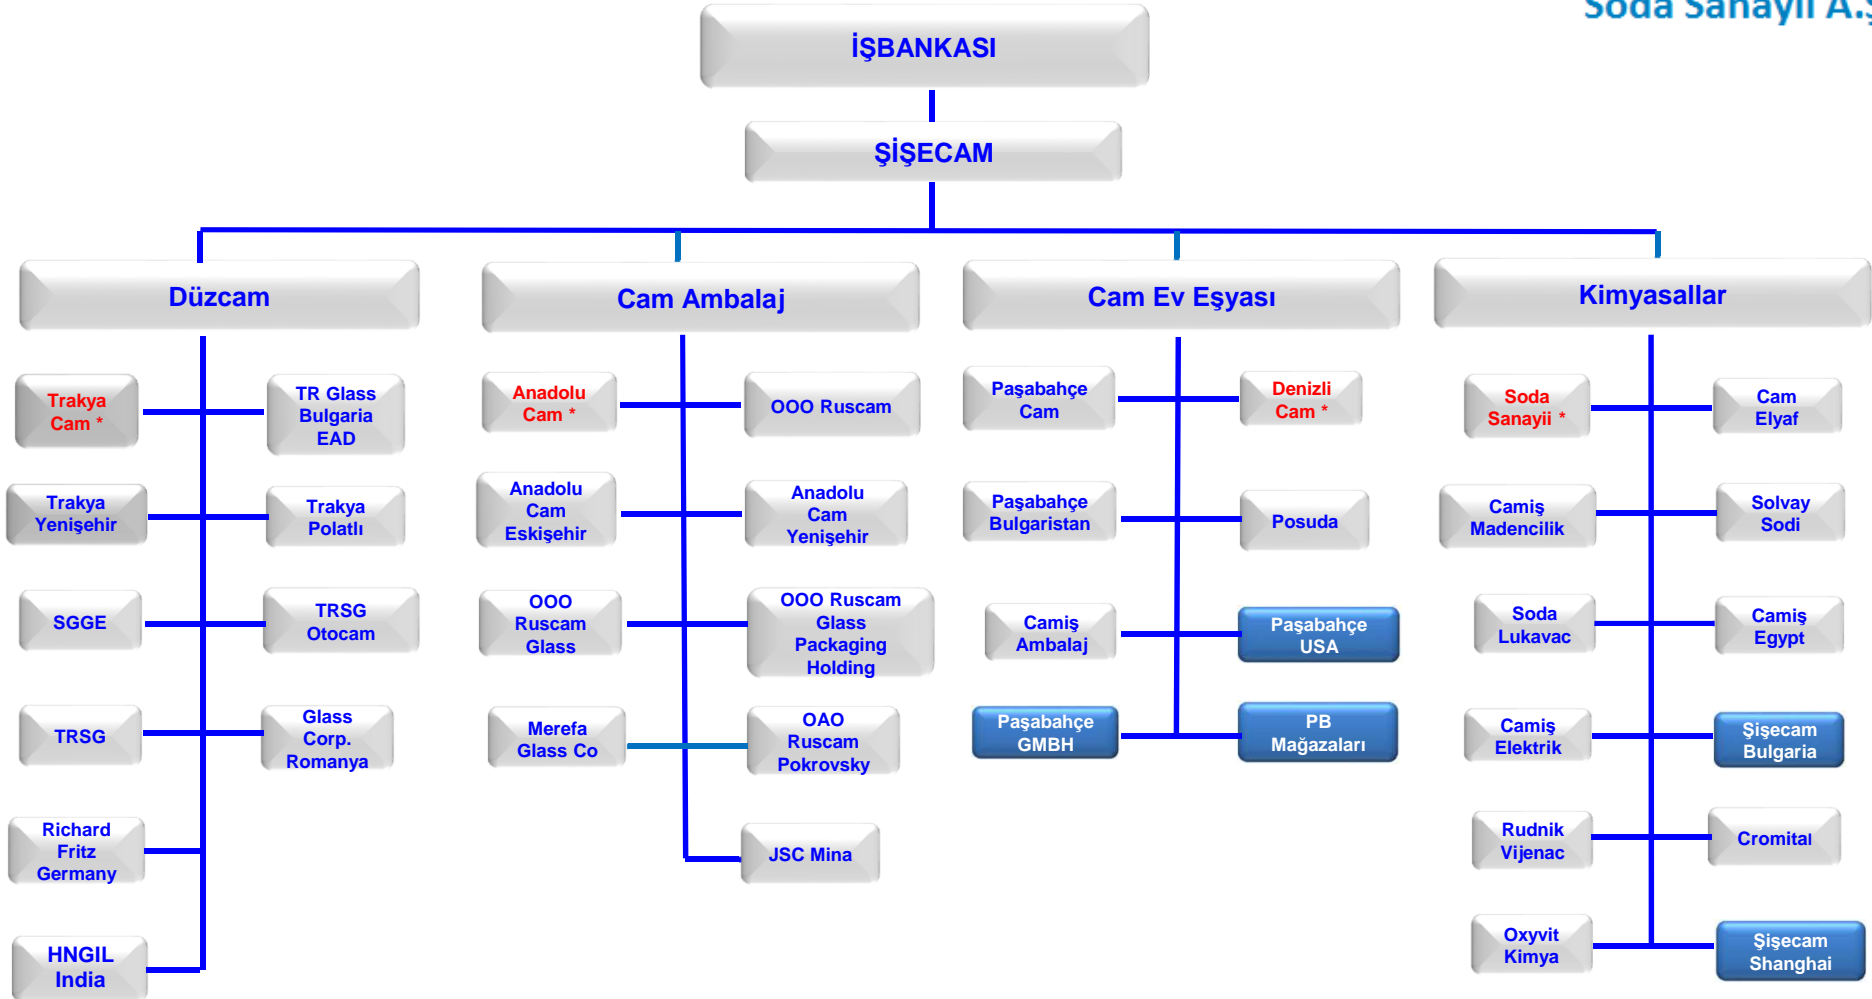 Soda Sanayii A.Ş
İŞBANKASI
ŞİŞECAM
Düzcam
Cam Ambalaj
Cam Ev Eşyası
Kimyasallar
Trakya
Cam *
TR Glass
Bulgaria
EAD
Trakya
Yenişehir
Trakya
Polatlı
SGGE
TRSG
Otocam
TRSG
Glass
Corp.
Romanya
Richard
Fritz
Germany
HNGIL
India
Anadolu
Cam *
OOO Ruscam
Anadolu
Cam
Eskişehir
Anadolu
Cam
Yenişehir
OOO
Ruscam
Glass
OOO Ruscam
Glass
Packaging
Holding
Merefa
Glass Co
OAO
Ruscam
Pokrovsky
JSC Mina
Paşabahçe
Cam
Denizli
Cam *
Paşabahçe
Bulgaristan
Posuda
Camiş
Ambalaj
Paşabahçe
USA
Paşabahçe
GMBH
PB
Mağazaları
Soda
Sanayii *
Cam
Elyaf
Camiş
Madencilik
Solvay
Sodi
Soda
Lukavac
Camiş
Egypt
Camiş
Elektrik
Şişecam
Bulgaria
Rudnik
Vijenac
Cromital
Oxyvit
Kimya
Şişecam
Shanghai